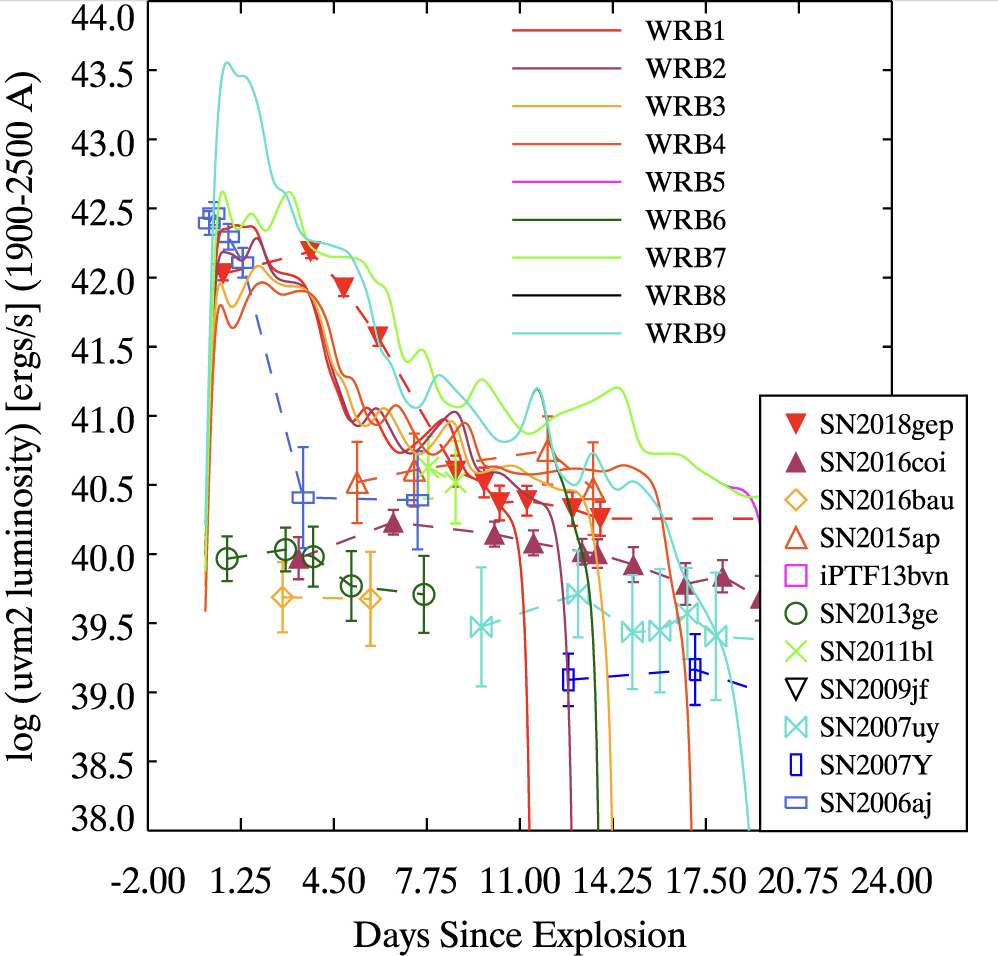 log (uvm2 luminosity) [ergs/s] (1900-2500 A)
44.0
43.5
43.0
42.5
42.0
41.5
41.0
40.5
40.0
39.5
39.0
38.5
38.0
WRB1
WRB2
WRB3
WRB4
WRB5
WRB6
WRB7
WRB8
WRB9
SN2018gep
SN2016coi
SN2016bau
SN2015ap
iPTF13bvn
SN2013ge
SN2011bl
SN2009jf
SN2007uy
SN2007Y
SN2006aj
-2.00 1.25 4.50 7.75 11.00 14.25 17.50 20.75 24.00
Days Since Explosion